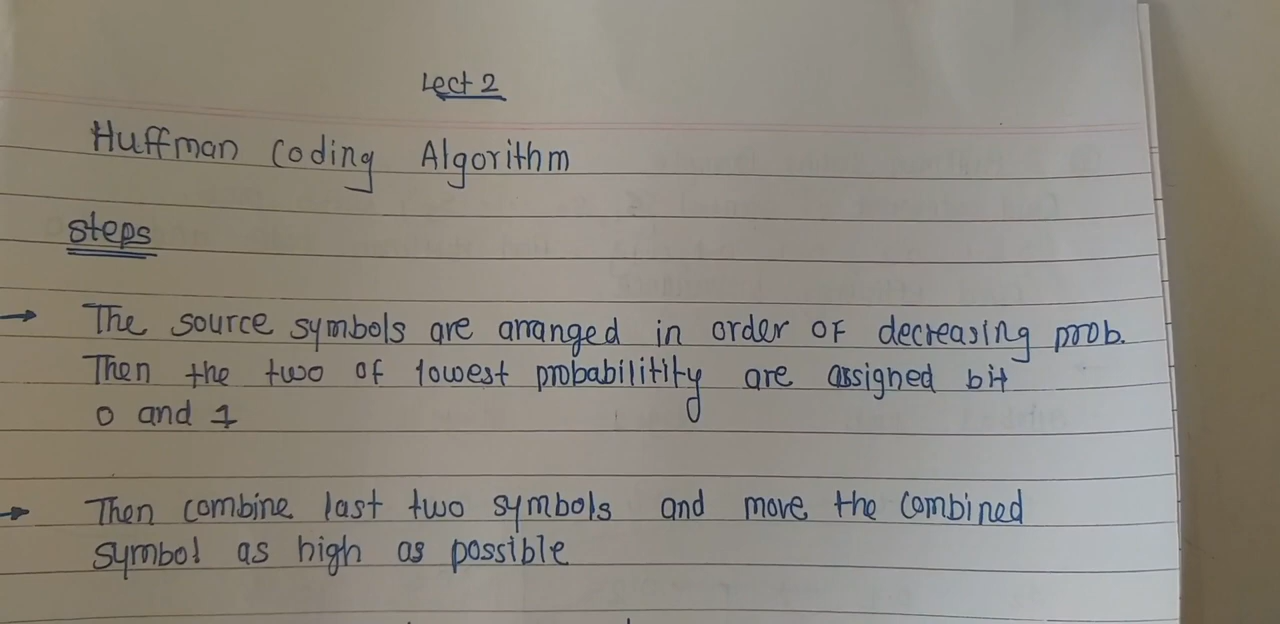 Lect 2
Huffman Coding Algorithm
steps
→ The source symbols are arranged in order OF decreasing prob.
Then the two of lowest probabilitity are assigned bit
0 and 1
→ Then combine last two symbols and move the combined
symbol as high as possible